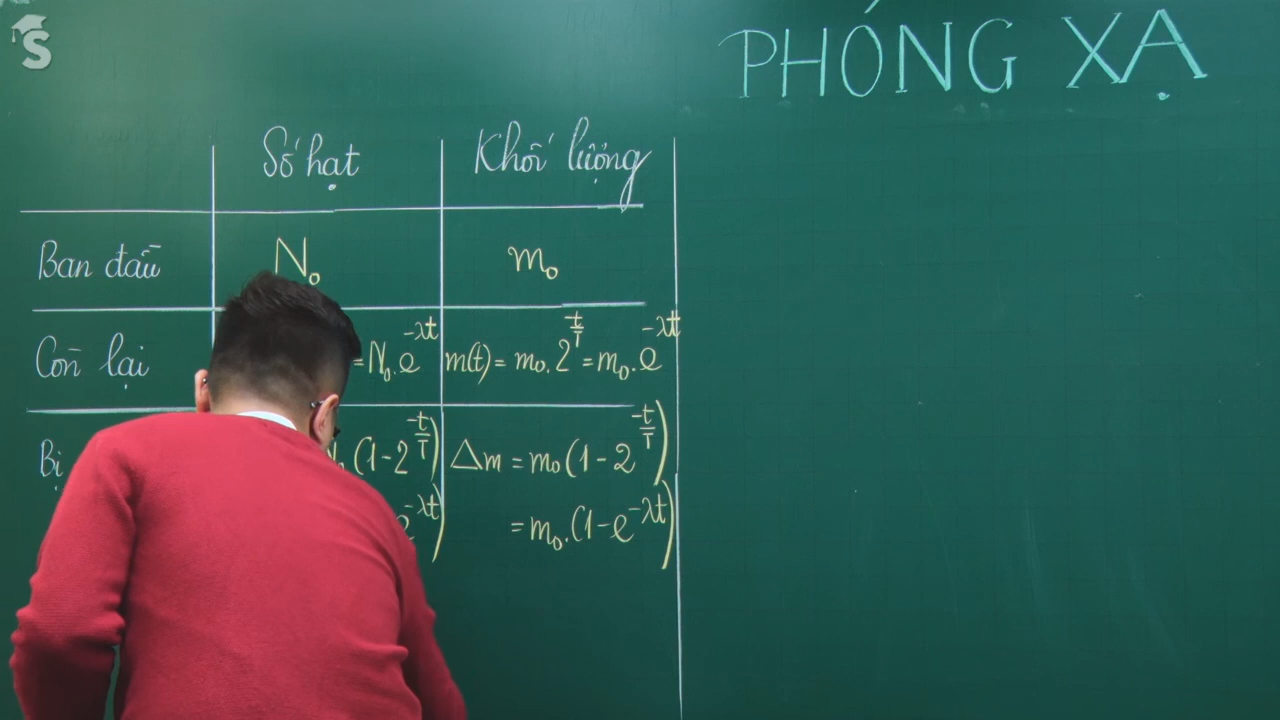 S
PHÓNG XẠ
Số hạt Khối lượng
Ban đầu N₀ m₀
Còn lại =N₀.e^-λt m(t) = m₀.2^t/T = m₀.e^-λt
Bị (1-2^-t/T) Δm = m₀(1-2^-t/T)
e^-λt) = m₀.(1-e^-λt)